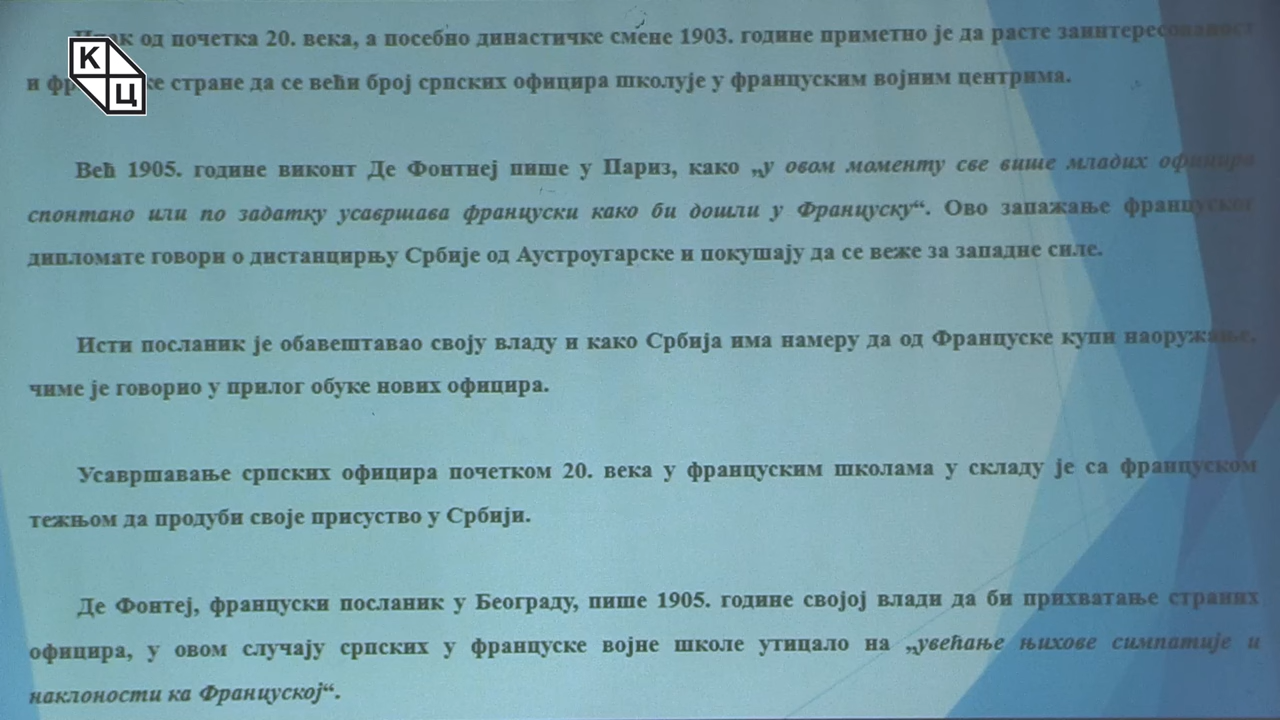 К
Ц
од почетка 20. века, а посебно династичке смене 1903. године приметно је да расте заинтересованост
и стране да се већи број српских официра школује у француским војним центрима.
Већ 1905. године виконт Де Фонтнеј пише у Париз, како „у овом моменту све више младих официра
спонтано или по задатку усавршава француски како би дошли у Француску“. Ово запажање француског
дипломате говори о дистанцирњу Србије од Аустроугарске и покушају да се веже за западне силе.
Исти посланик је обавештавао своју владу и како Србија има намеру да од Француске купи наоружање,
чиме је говорио у прилог обуке нових официра.
Усавршавање српских официра почетком 20. века у француским школама у складу је са француском
тежњом да продуби своје присуство у Србији.
Де Фонтеј, француски посланик у Београду, пише 1905. године својој влади да би прихватање страних
официра, у овом случају српских у француске војне школе утицало на „увећање њихове симпатије и
наклоности ка Француској“.